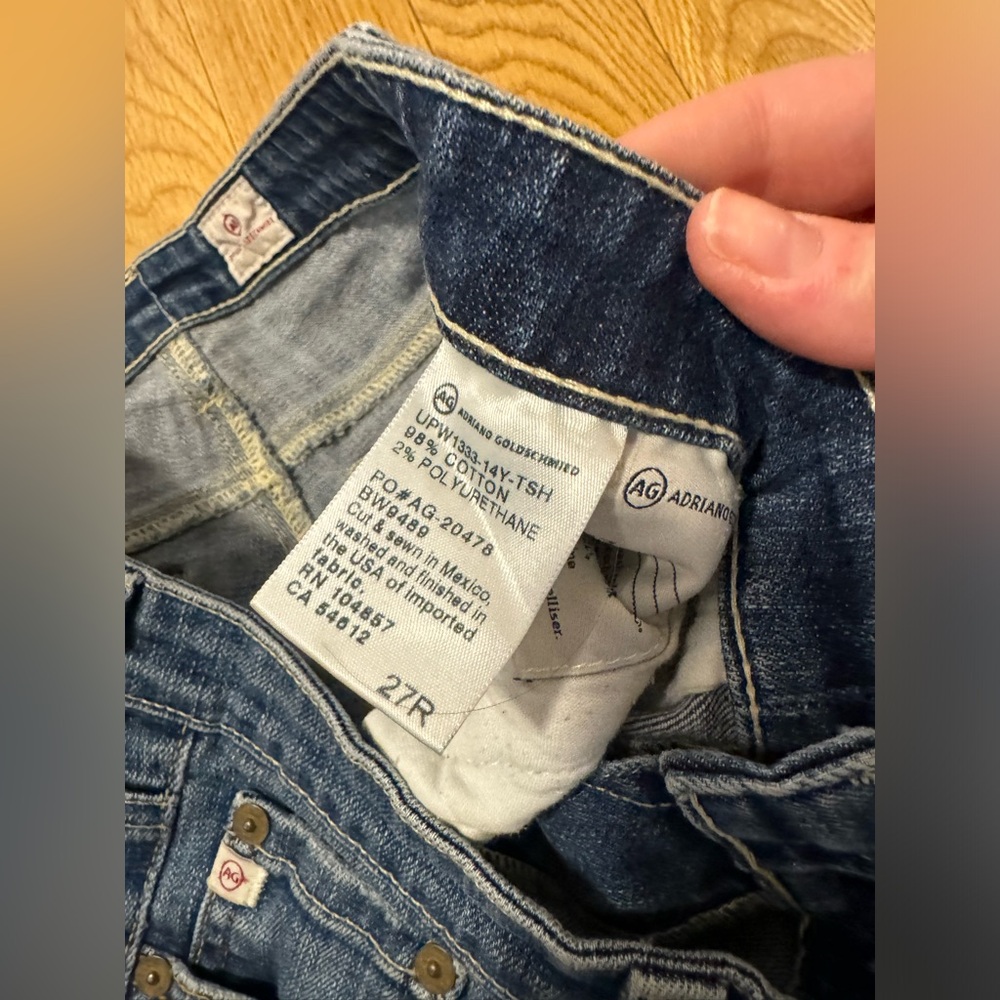 AG ADRIANO GOLDSCHMIED
UPW1333-14Y-TSH
98% COTTON
2% POLYURETHANE
PO#AG-20478
BW9489
Cut & sewn in Mexico,
washed and finished in
the USA of imported
fabric.
RN 104857
CA 54612
27R
AG ADRIANO
olliser.
AG